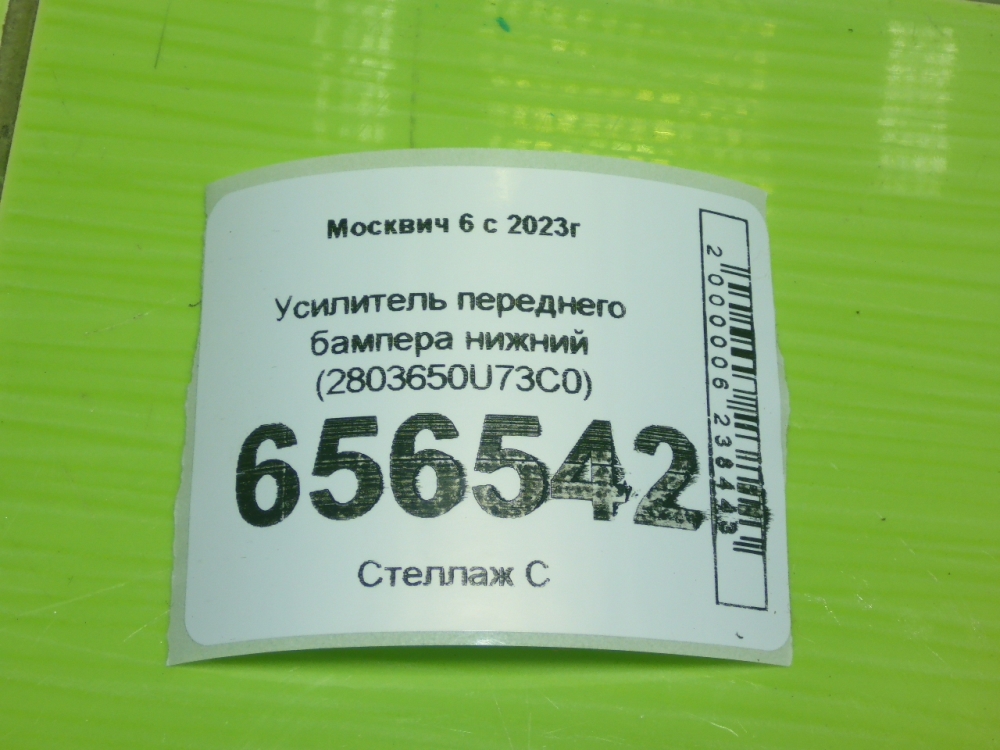 Москвич 6 с 2023г
Усилитель переднего
бампера нижний
(2803650U73C0)
656542
Стеллаж С
2000006238443